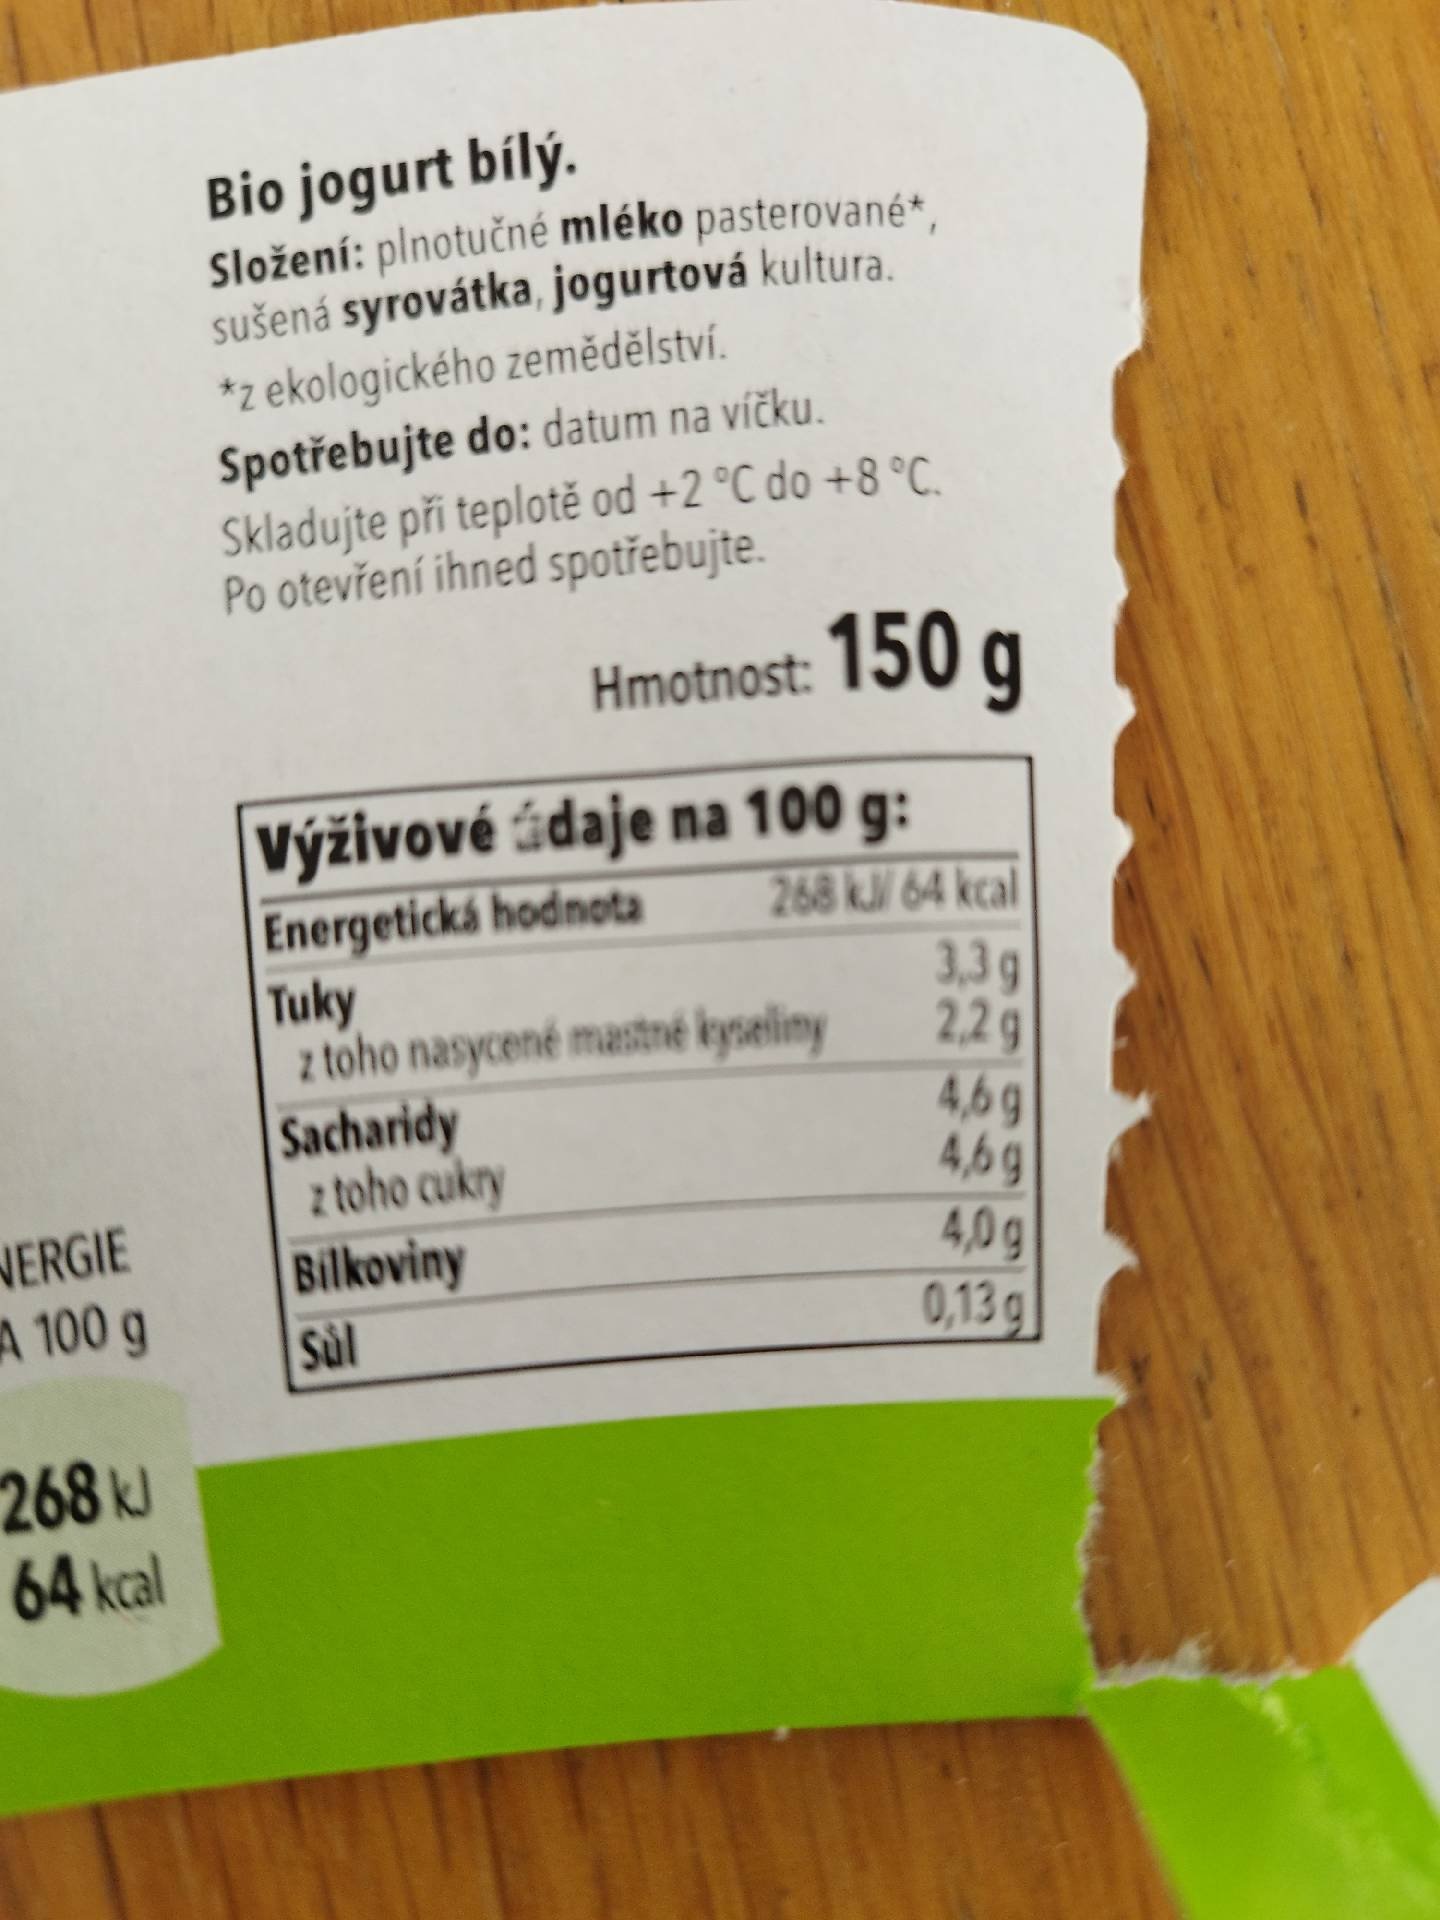 Bio jogurt bílý.
Složení: plnotučné mléko pasterované*,
sušená syrovátka, jogurtová kultura.
*z ekologického zemědělství.
Spotřebujte do: datum na víčku.
Skladujte při teplotě od +2 °C do +8 °C.
Po otevření ihned spotřebujte.
Hmotnost: 150 g
Výživové údaje na 100 g:
Energetická hodnota 268 kJ/ 64 kcal
Tuky 3,3 g
z toho nasycené mastné kyseliny 2,2 g
Sacharidy 4,6 g
z toho cukry 4,6 g
Bílkoviny 4,0 g
Sůl 0,13 g
NERGIE
A 100 g
268 kJ
64 kcal